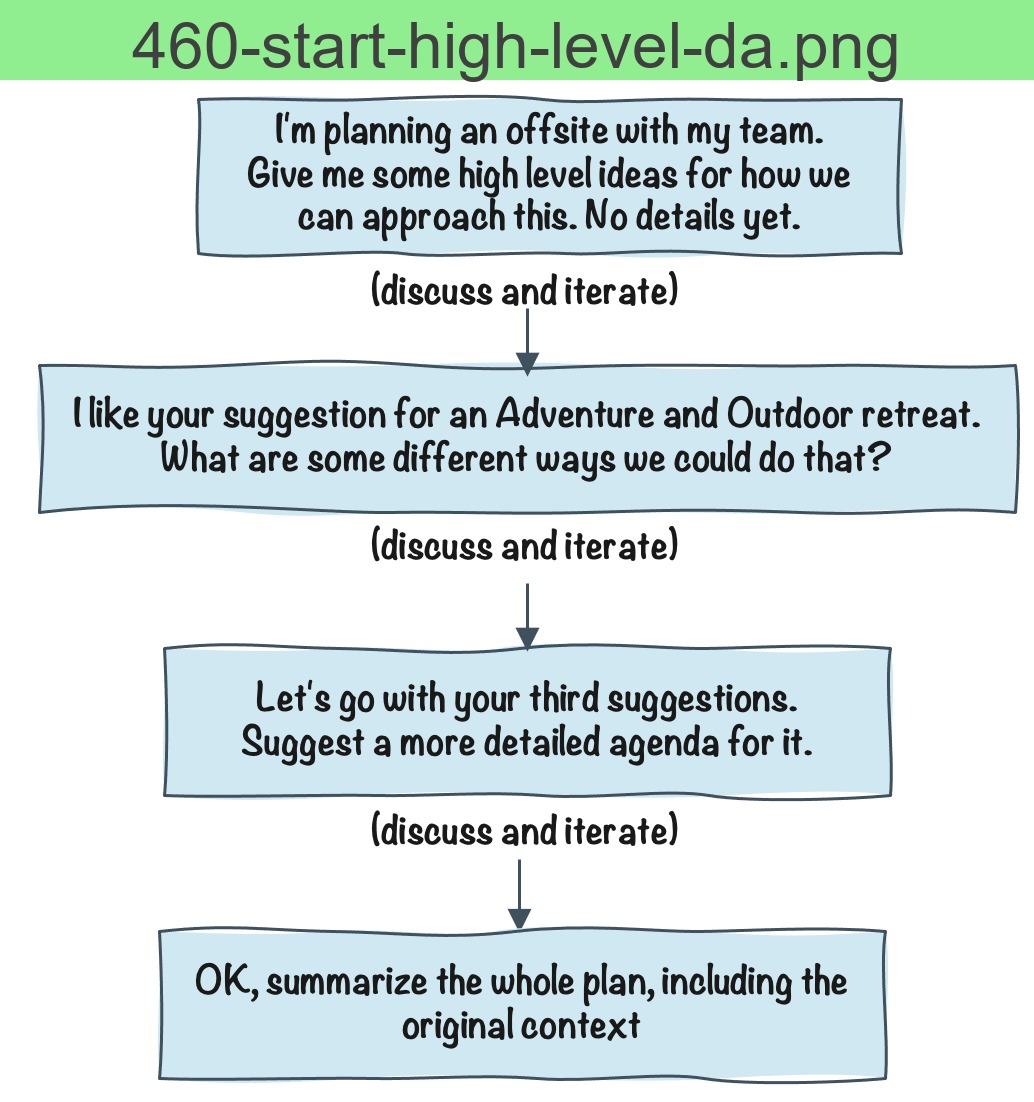 460-start-high-level-da.png
I'm planning an offsite with my team.
Give me some high level ideas for how we
can approach this. No details yet.
(discuss and iterate)
I like your suggestion for an Adventure and Outdoor retreat.
What are some different ways we could do that?
(discuss and iterate)
Let's go with your third suggestions.
Suggest a more detailed agenda for it.
(discuss and iterate)
OK, summarize the whole plan, including the
original context